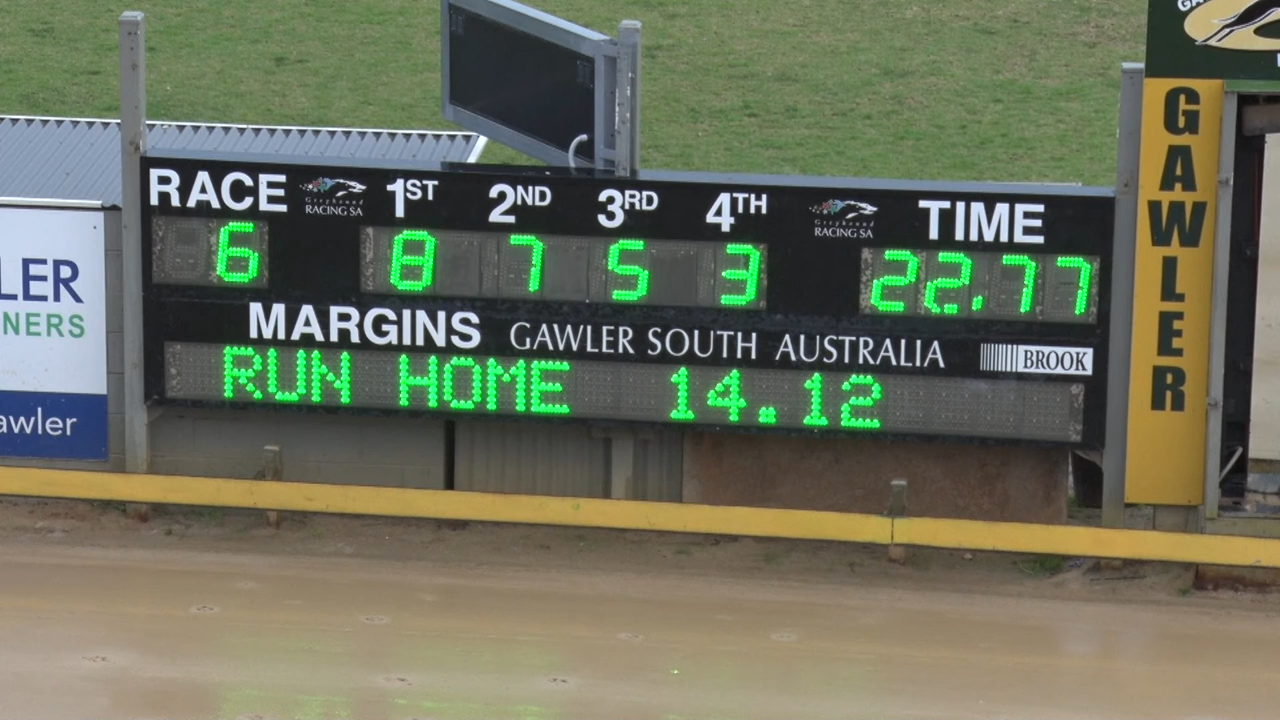 RACE 1ST 2ND 3RD 4TH TIME
Greyhound
RACING SA
Greyhound
RACING SA
6 8 7 5 3 22.77
MARGINS GAWLER SOUTH AUSTRALIA BROOK
RUN HOME 14.12
LER
NERS
awler
GAWLER